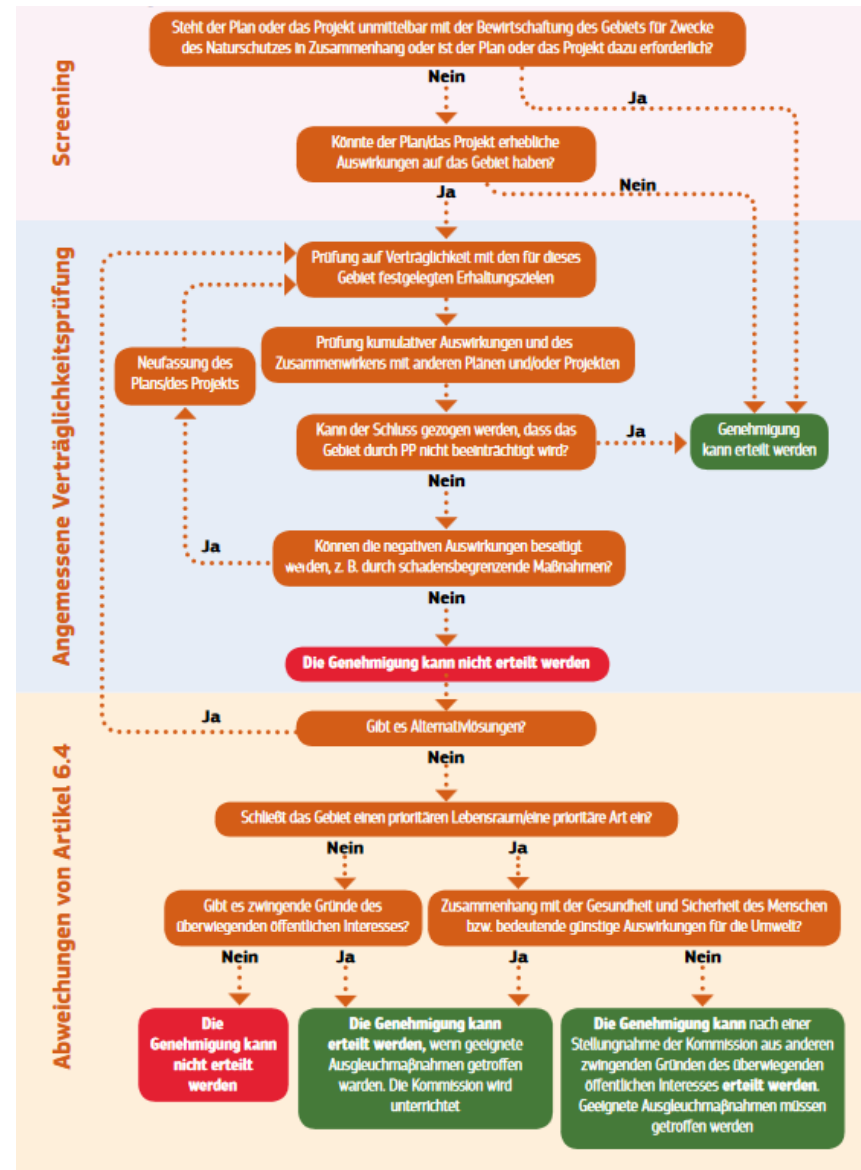 Steht der Plan oder das Projekt unmittelbar mit der Bewirtschaftung des Gebiets für Zwecke
des Naturschutzes in Zusammenhang oder ist der Plan oder das Projekt dazu erforderlich?
Nein
Ja
Screening
Könnte der Plan/das Projekt erhebliche
Auswirkungen auf das Gebiet haben?
Ja
Nein
Angemessene Verträglichkeitsprüfung
Prüfung auf Verträglichkeit mit den für dieses
Gebiet festgelegten Erhaltungszielen
Neufassung des
Plans/des Projekts
Prüfung kumulativer Auswirkungen und des
Zusammenwirkens mit anderen Plänen und/oder Projekten
Kann der Schluss gezogen werden, dass das
Gebiet durch PP nicht beeinträchtigt wird?
Ja
Genehmigung
kann erteilt werden
Nein
Ja
Können die negativen Auswirkungen beseitigt
werden, z. B. durch schadensbegrenzende Maßnahmen?
Nein
Die Genehmigung kann nicht erteilt werden
Abweichungen von Artikel 6.4
Ja
Gibt es Alternativlösungen?
Nein
Schließt das Gebiet einen prioritären Lebensraum/eine prioritäre Art ein?
Nein
Ja
Gibt es zwingende Gründe des
überwiegenden öffentlichen Interesses?
Zusammenhang mit der Gesundheit und Sicherheit des Menschen
bzw. bedeutende günstige Auswirkungen für die Umwelt?
Nein
Ja
Ja
Nein
Die
Genehmigung kann
nicht erteilt
werden
Die Genehmigung kann
erteilt werden, wenn geeignete
Ausgleuchmaßnahmen getroffen
warden. Die Kommission wird
unterrichtet
Die Genehmigung kann nach einer
Stellungnahme der Kommission aus anderen
zwingenden Gründen des überwiegenden
öffentlichen Interesses erteilt werden.
Geeignete Ausgleuchmaßnahmen müssen
getroffen werden